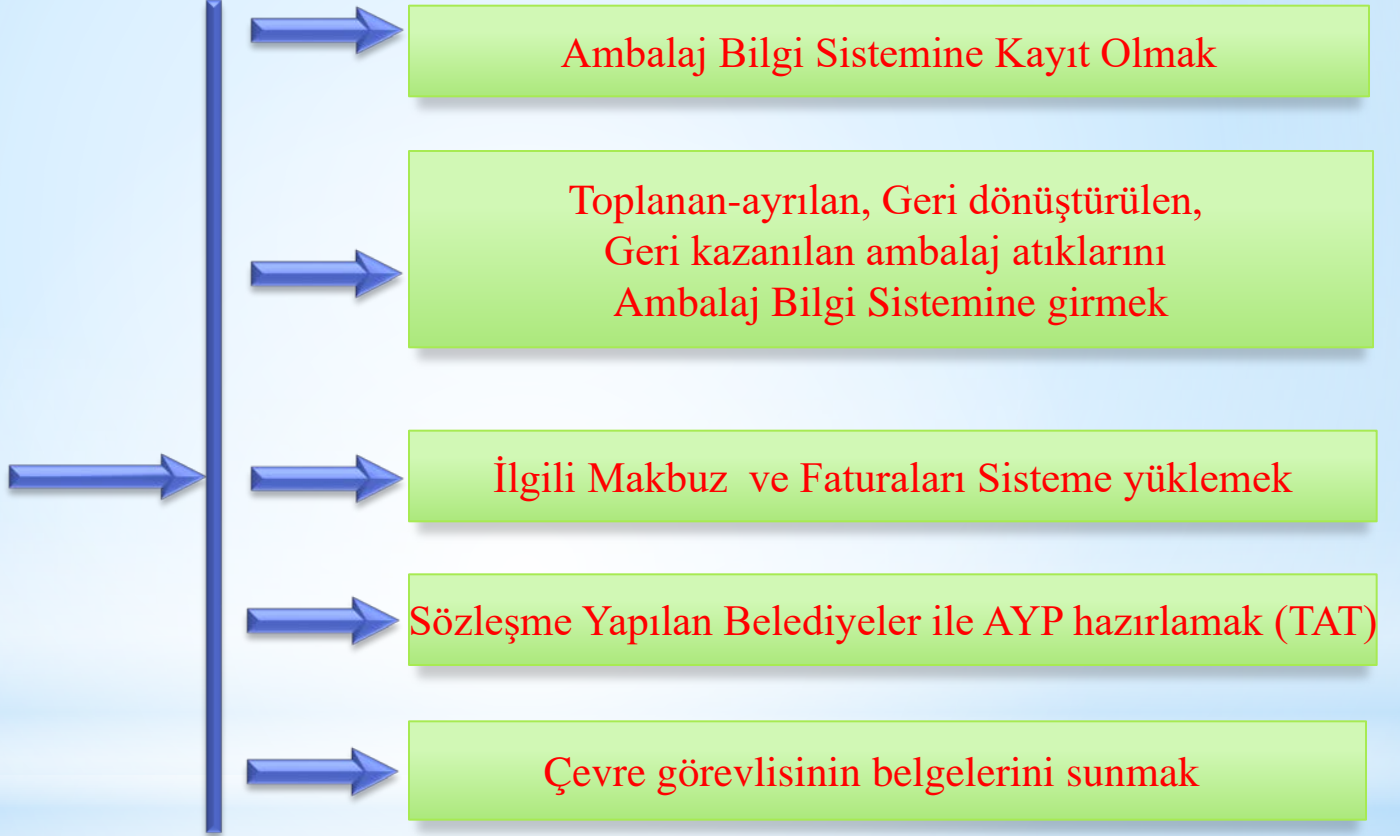 Ambalaj Bilgi Sistemine Kayıt Olmak
Toplanan-ayrılan, Geri dönüştürülen,
Geri kazanılan ambalaj atıklarını
Ambalaj Bilgi Sistemine girmek
İlgili Makbuz ve Faturaları Sisteme yüklemek
Sözleşme Yapılan Belediyeler ile AYP hazırlamak (TAT)
Çevre görevlisinin belgelerini sunmak